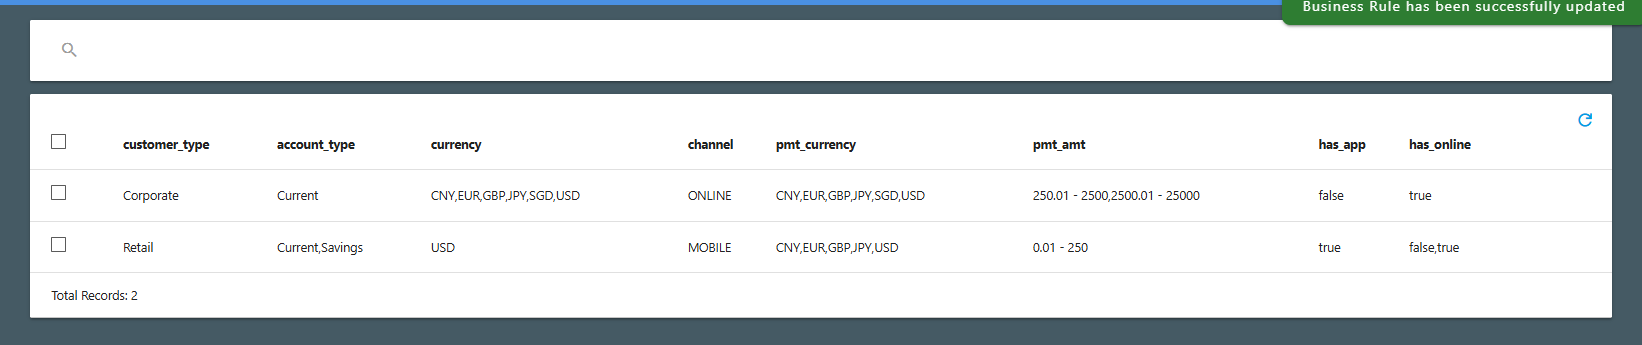 Business Rule has been successfully updated
customer_type account_type currency channel pmt_currency pmt_amt has_app has_online
Corporate Current CNY,EUR,GBP,JPY,SGD,USD ONLINE CNY,EUR,GBP,JPY,SGD,USD 250.01 - 2500,2500.01 - 25000 false true
Retail Current,Savings USD MOBILE CNY,EUR,GBP,JPY,USD 0.01 - 250 true false,true
Total Records: 2